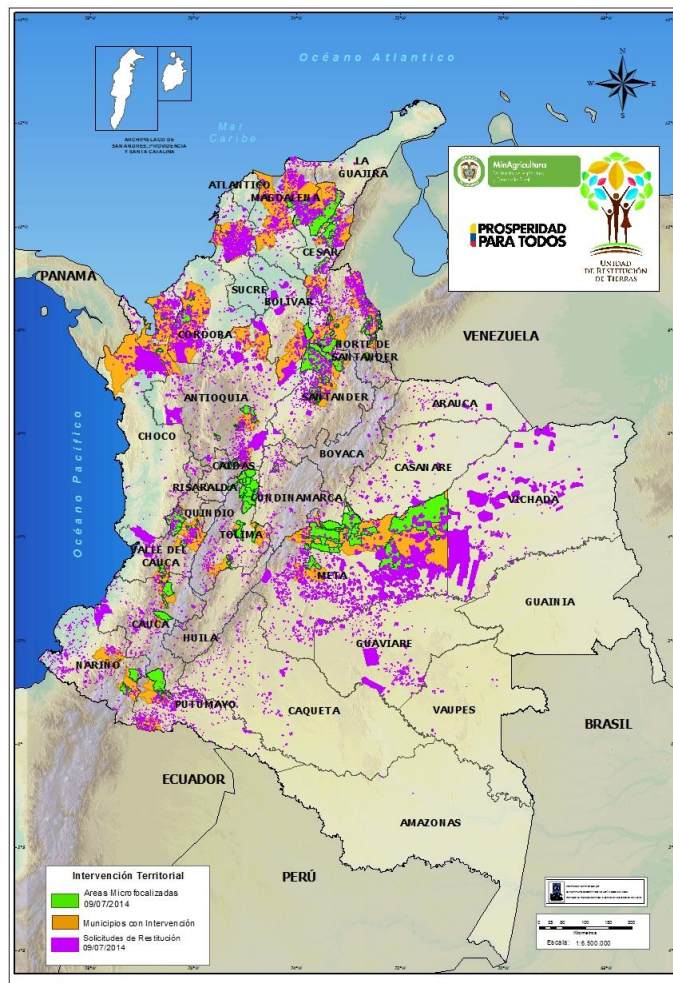 Océano Atlantico
N
W
E
S
ARCHIPIELAGO DE
SAN ANDRES, PROVIDENCIA
Y SANTA CATALINA
Mar
Caribe
LA
GUAJIRA
ATLANTICO
MAGDALENA
MinAgricultura
PROSPERIDAD
PARA TODOS
UNIDAD
DE RESTITUCIÓN
DE TIERRAS
CESAR
PANAMA
SUCRE
BOLIVAR
CORDOBA
VENEZUELA
NORTE DE
SANTANDER
SANTANDER
ANTIOQUIA
ARAUCA
CHOCO
BOYACA
Océano Pacífico
CALDAS
CASANARE
RISARALDA
CUNDINAMARCA
VICHADA
QUINDIO
TOLIMA
VALLE DEL
CAUCA
META
GUAINIA
CAUCA
HUILA
GUAVIARE
NARIÑO
PUTUMAYO
CAQUETA
VAUPES
BRASIL
ECUADOR
AMAZONAS
PERÚ
Intervención Territorial
Areas Microfocalizadas
09/07/2014
Municipios con Intervención
Solicitudes de Restitución
09/07/2014
Kilometros
Escala: 1:6.500.000